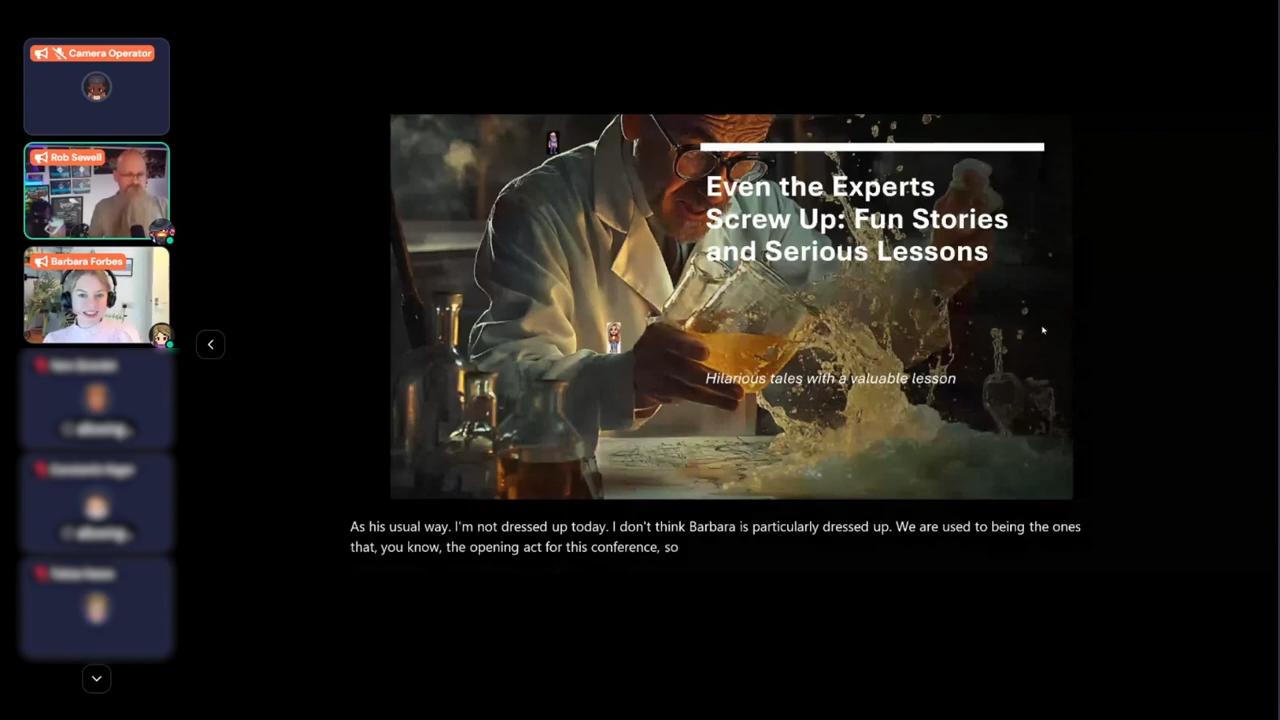 Camera Operator
Rob Sewell
Barbara Forbes
Even the Experts
Screw Up: Fun Stories
and Serious Lessons
Hilarious tales with a valuable lesson
As his usual way. I'm not dressed up today. I don't think Barbara is particularly dressed up. We are used to being the ones
that, you know, the opening act for this conference, so